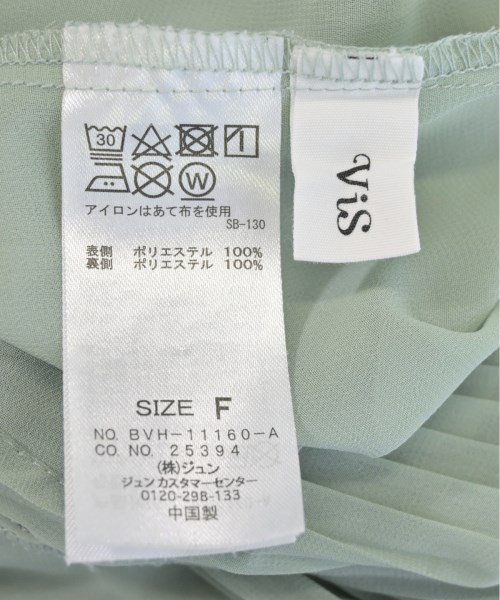 30
W
アイロンはあて布を使用
SB-130
表側 ポリエステル 100%
裏側 ポリエステル 100%
SIZE F
NO. BVH-11160-A
CO. NO. 25394
(株)ジュン
ジュンカスタマーセンター
0120-298-133
中国製
ViS